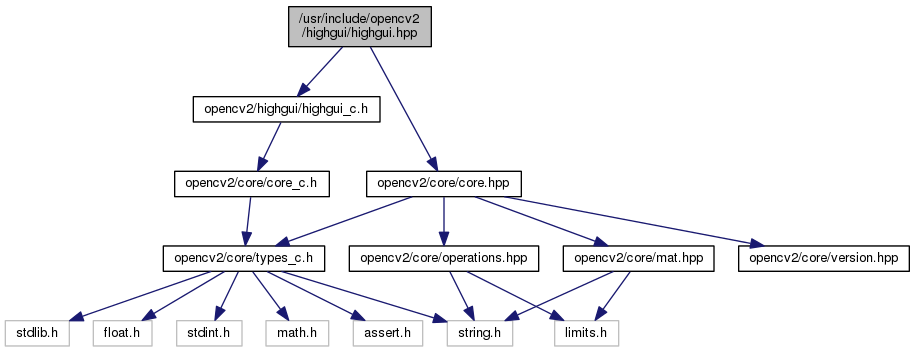 /usr/include/opencv2
/highgui/highgui.hpp
opencv2/highgui/highgui_c.h
opencv2/core/core_c.h
opencv2/core/core.hpp
opencv2/core/types_c.h
opencv2/core/operations.hpp
opencv2/core/mat.hpp
opencv2/core/version.hpp
stdlib.h
float.h
stdint.h
math.h
assert.h
string.h
limits.h